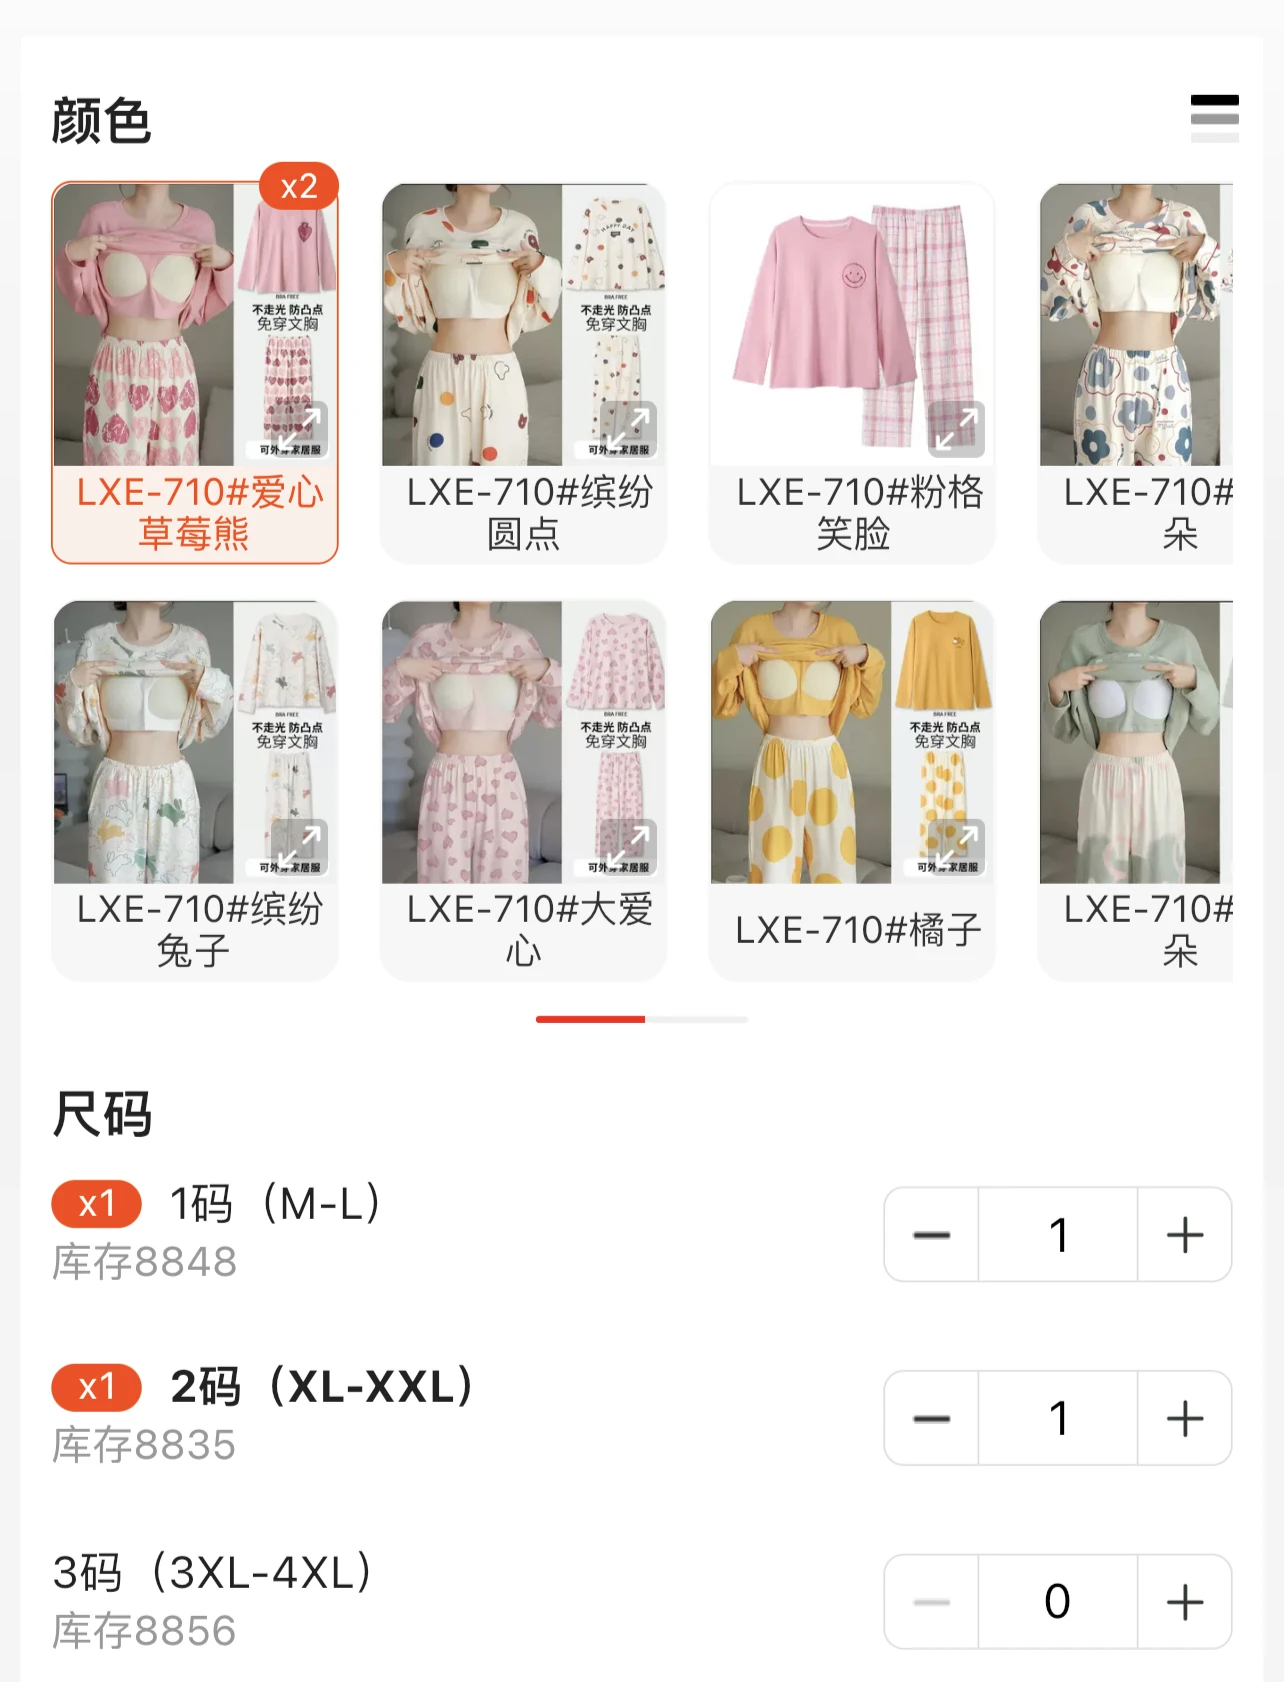 颜色
x2
BRA FREE
不走光 防凸点
免穿文胸
可外穿家居服
LXE-710#爱心
草莓熊
HAPPY DAY
BRA FREE
不走光 防凸点
免穿文胸
可外穿家居服
LXE-710#缤纷
圆点
LXE-710#粉格
笑脸
LXE-710#
朵
BRA FREE
不走光 防凸点
免穿文胸
可外穿家居服
LXE-710#缤纷
兔子
BRA FREE
不走光 防凸点
免穿文胸
可外穿家居服
LXE-710#大爱
心
BRA FREE
不走光 防凸点
免穿文胸
可外穿家居服
LXE-710#橘子
LXE-710#
朵
尺码
x1 1码（M-L）
库存8848
1
x1 2码（XL-XXL）
库存8835
1
3码（3XL-4XL）
库存8856
0